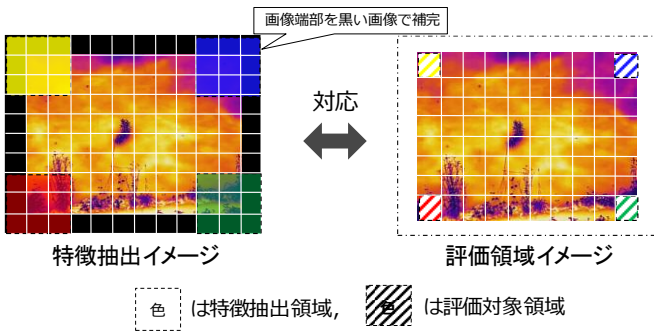 画像端部を黒い画像で補完
対応
特徴抽出イメージ
評価領域イメージ
色 は特徴抽出領域, 色 は評価対象領域